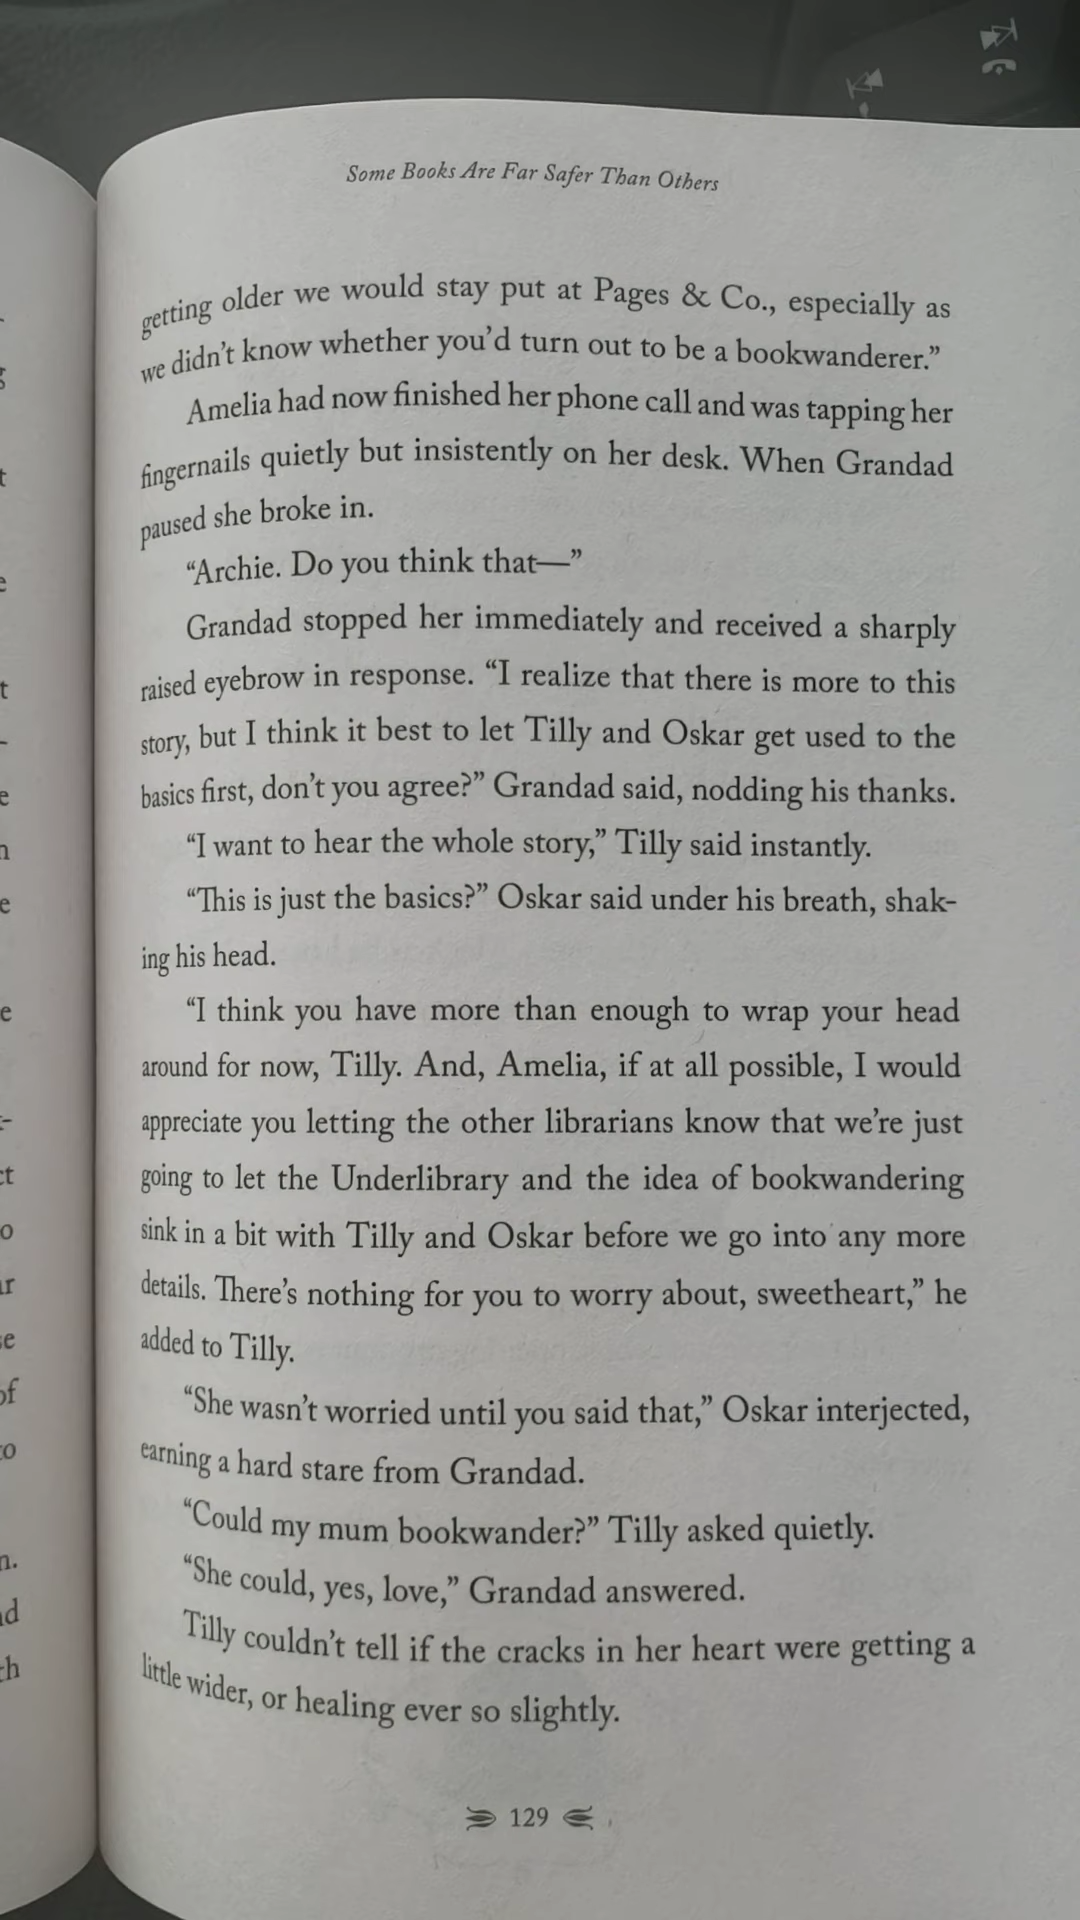 Some Books Are Far Safer Than Others
getting older we would stay put at Pages & Co., especially as
we didn't know whether you'd turn out to be a bookwanderer."
Amelia had now finished her phone call and was tapping her
fingernails quietly but insistently on her desk. When Grandad
paused she broke in.
"Archie. Do you think that—"
Grandad stopped her immediately and received a sharply
raised eyebrow in response. "I realize that there is more to this
story, but I think it best to let Tilly and Oskar get used to the
basics first, don't you agree?" Grandad said, nodding his thanks.
"I want to hear the whole story," Tilly said instantly.
"This is just the basics?" Oskar said under his breath, shak-
ing his head.
"I think you have more than enough to wrap your head
around for now, Tilly. And, Amelia, if at all possible, I would
appreciate you letting the other librarians know that we're just
going to let the Underlibrary and the idea of bookwandering
sink in a bit with Tilly and Oskar before we go into any more
details. There's nothing for you to worry about, sweetheart," he
added to Tilly.
"She wasn't worried until you said that," Oskar interjected,
earning a hard stare from Grandad.
"Could my mum bookwander?" Tilly asked quietly.
"She could, yes, love," Grandad answered.
Tilly couldn't tell if the cracks in her heart were getting a
little wider, or healing ever so slightly.
129